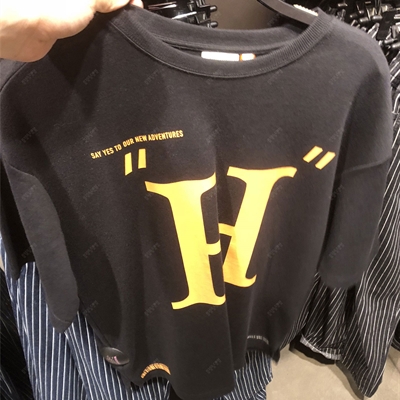 SAY YES TO OUR NEW ADVENTURES
"H"